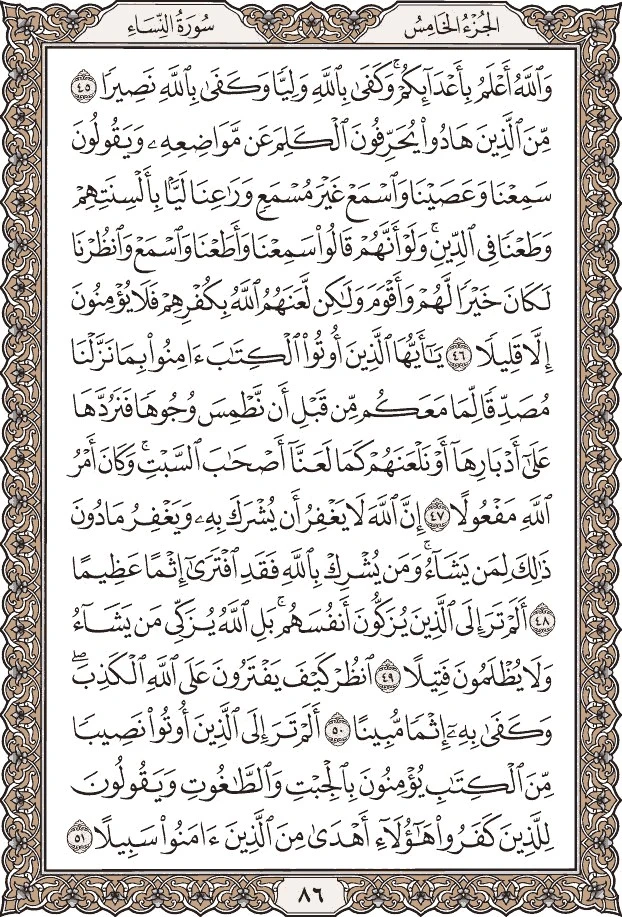 الجُزْءُ الخَامِسُ
سُورَةُ النِّسَاءِ
وَاللَّهُ أَعْلَمُ بِأَعْدَائِكُمْ ۚ وَكَفَىٰ بِاللَّهِ وَلِيًّا وَكَفَىٰ بِاللَّهِ نَصِيرًا ٤٥
مِّنَ ٱلَّذِينَ هَادُوا۟ يُحَرِّفُونَ ٱلْكَلِمَ عَن مَّوَاضِعِهِۦ وَيَقُولُونَ
سَمِعْنَا وَعَصَيْنَا وَٱسْمَعْ غَيْرَ مُسْمَعٍ وَرَٰعِنَا لَيًّۢا بِأَلْسِنَتِهِمْ
وَطَعْنًا فِى ٱلدِّينِ ۚ وَلَوْ أَنَّهُمْ قَالُوا۟ سَمِعْنَا وَأَطَعْنَا وَٱسْمَعْ وَٱنظُرْنَا
لَكَانَ خَيْرًا لَّهُمْ وَأَقْوَمَ وَلَٰكِن لَّعَنَهُمُ ٱللَّهُ بِكُفْرِهِمْ فَلَا يُؤْمِنُونَ
إِلَّا قَلِيلًا ٤٦ يَٰٓأَيُّهَا ٱلَّذِينَ أُوتُوا۟ ٱلْكِتَٰبَ ءَامِنُوا۟ بِمَا نَزَّلْنَا
مُصَدِّقًا لِّمَا مَعَكُم مِّن قَبْلِ أَن نَّطْمِسَ وُجُوهًا فَنَرُدَّهَا
عَلَىٰٓ أَدْبَارِهَآ أَوْ نَلْعَنَهُمْ كَمَا لَعَنَّآ أَصْحَٰبَ ٱلسَّبْتِ ۚ وَكَانَ أَمْرُ
ٱللَّهِ مَفْعُولًا ٤٧ إِنَّ ٱللَّهَ لَا يَغْفِرُ أَن يُشْرَكَ بِهِۦ وَيَغْفِرُ مَا دُونَ
ذَٰلِكَ لِمَن يَشَآءُ ۚ وَمَن يُشْرِكْ بِٱللَّهِ فَقَدِ ٱفْتَرَىٰٓ إِثْمًا عَظِيمًا
٤٨ أَلَمْ تَرَ إِلَى ٱلَّذِينَ يُزَكُّونَ أَنفُسَهُم ۚ بَلِ ٱللَّهُ يُزَكِّى مَن يَشَآءُ
وَلَا يُظْلَمُونَ فَتِيلًا ٤٩ ٱنظُرْ كَيْفَ يَفْتَرُونَ عَلَى ٱللَّهِ ٱلْكَذِبَ ۖ
وَكَفَىٰ بِهِۦٓ إِثْمًا مُّبِينًا ٥٠ أَلَمْ تَرَ إِلَى ٱلَّذِينَ أُوتُوا۟ نَصِيبًا
مِّنَ ٱلْكِتَٰبِ يُؤْمِنُونَ بِٱلْجِبْتِ وَٱلطَّٰغُوتِ وَيَقُولُونَ
لِلَّذِينَ كَفَرُوا۟ هَٰٓؤُلَآءِ أَهْدَىٰ مِنَ ٱلَّذِينَ ءَامَنُوا۟ سَبِيلًا ٥١
٨٦